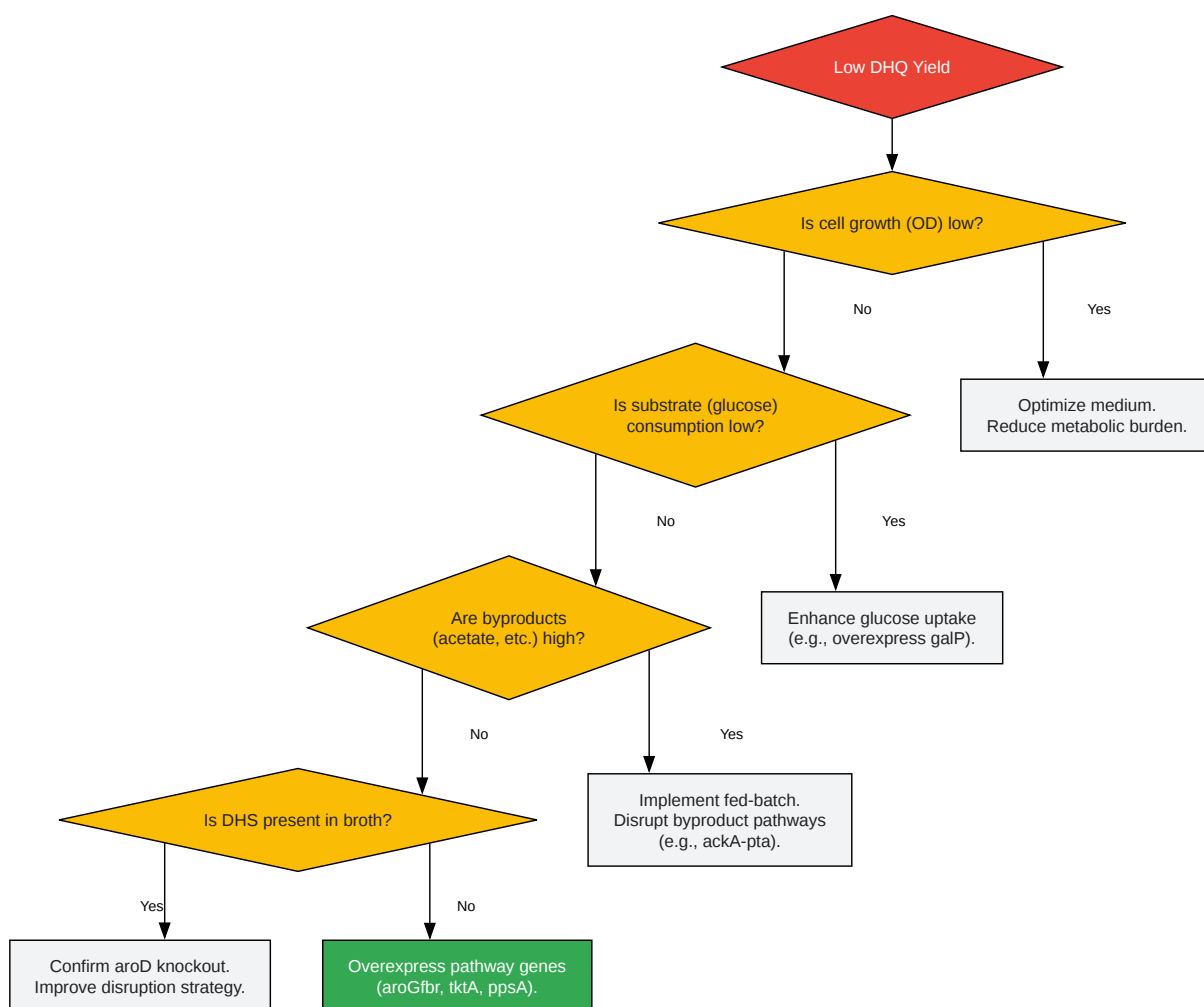 Low DHQ Yield
Is cell growth (OD) low?
No
Yes
Is substrate (glucose)
consumption low?
Optimize medium.
Reduce metabolic burden.
No
Yes
Are byproducts
(acetate, etc.) high?
Enhance glucose uptake
(e.g., overexpress galP).
No
Yes
Is DHS present in broth?
Implement fed-batch.
Disrupt byproduct pathways
(e.g., ackA-pta).
Yes
No
Confirm aroD knockout.
Improve disruption strategy.
Overexpress pathway genes
(aroGfbr, tktA, ppsA).